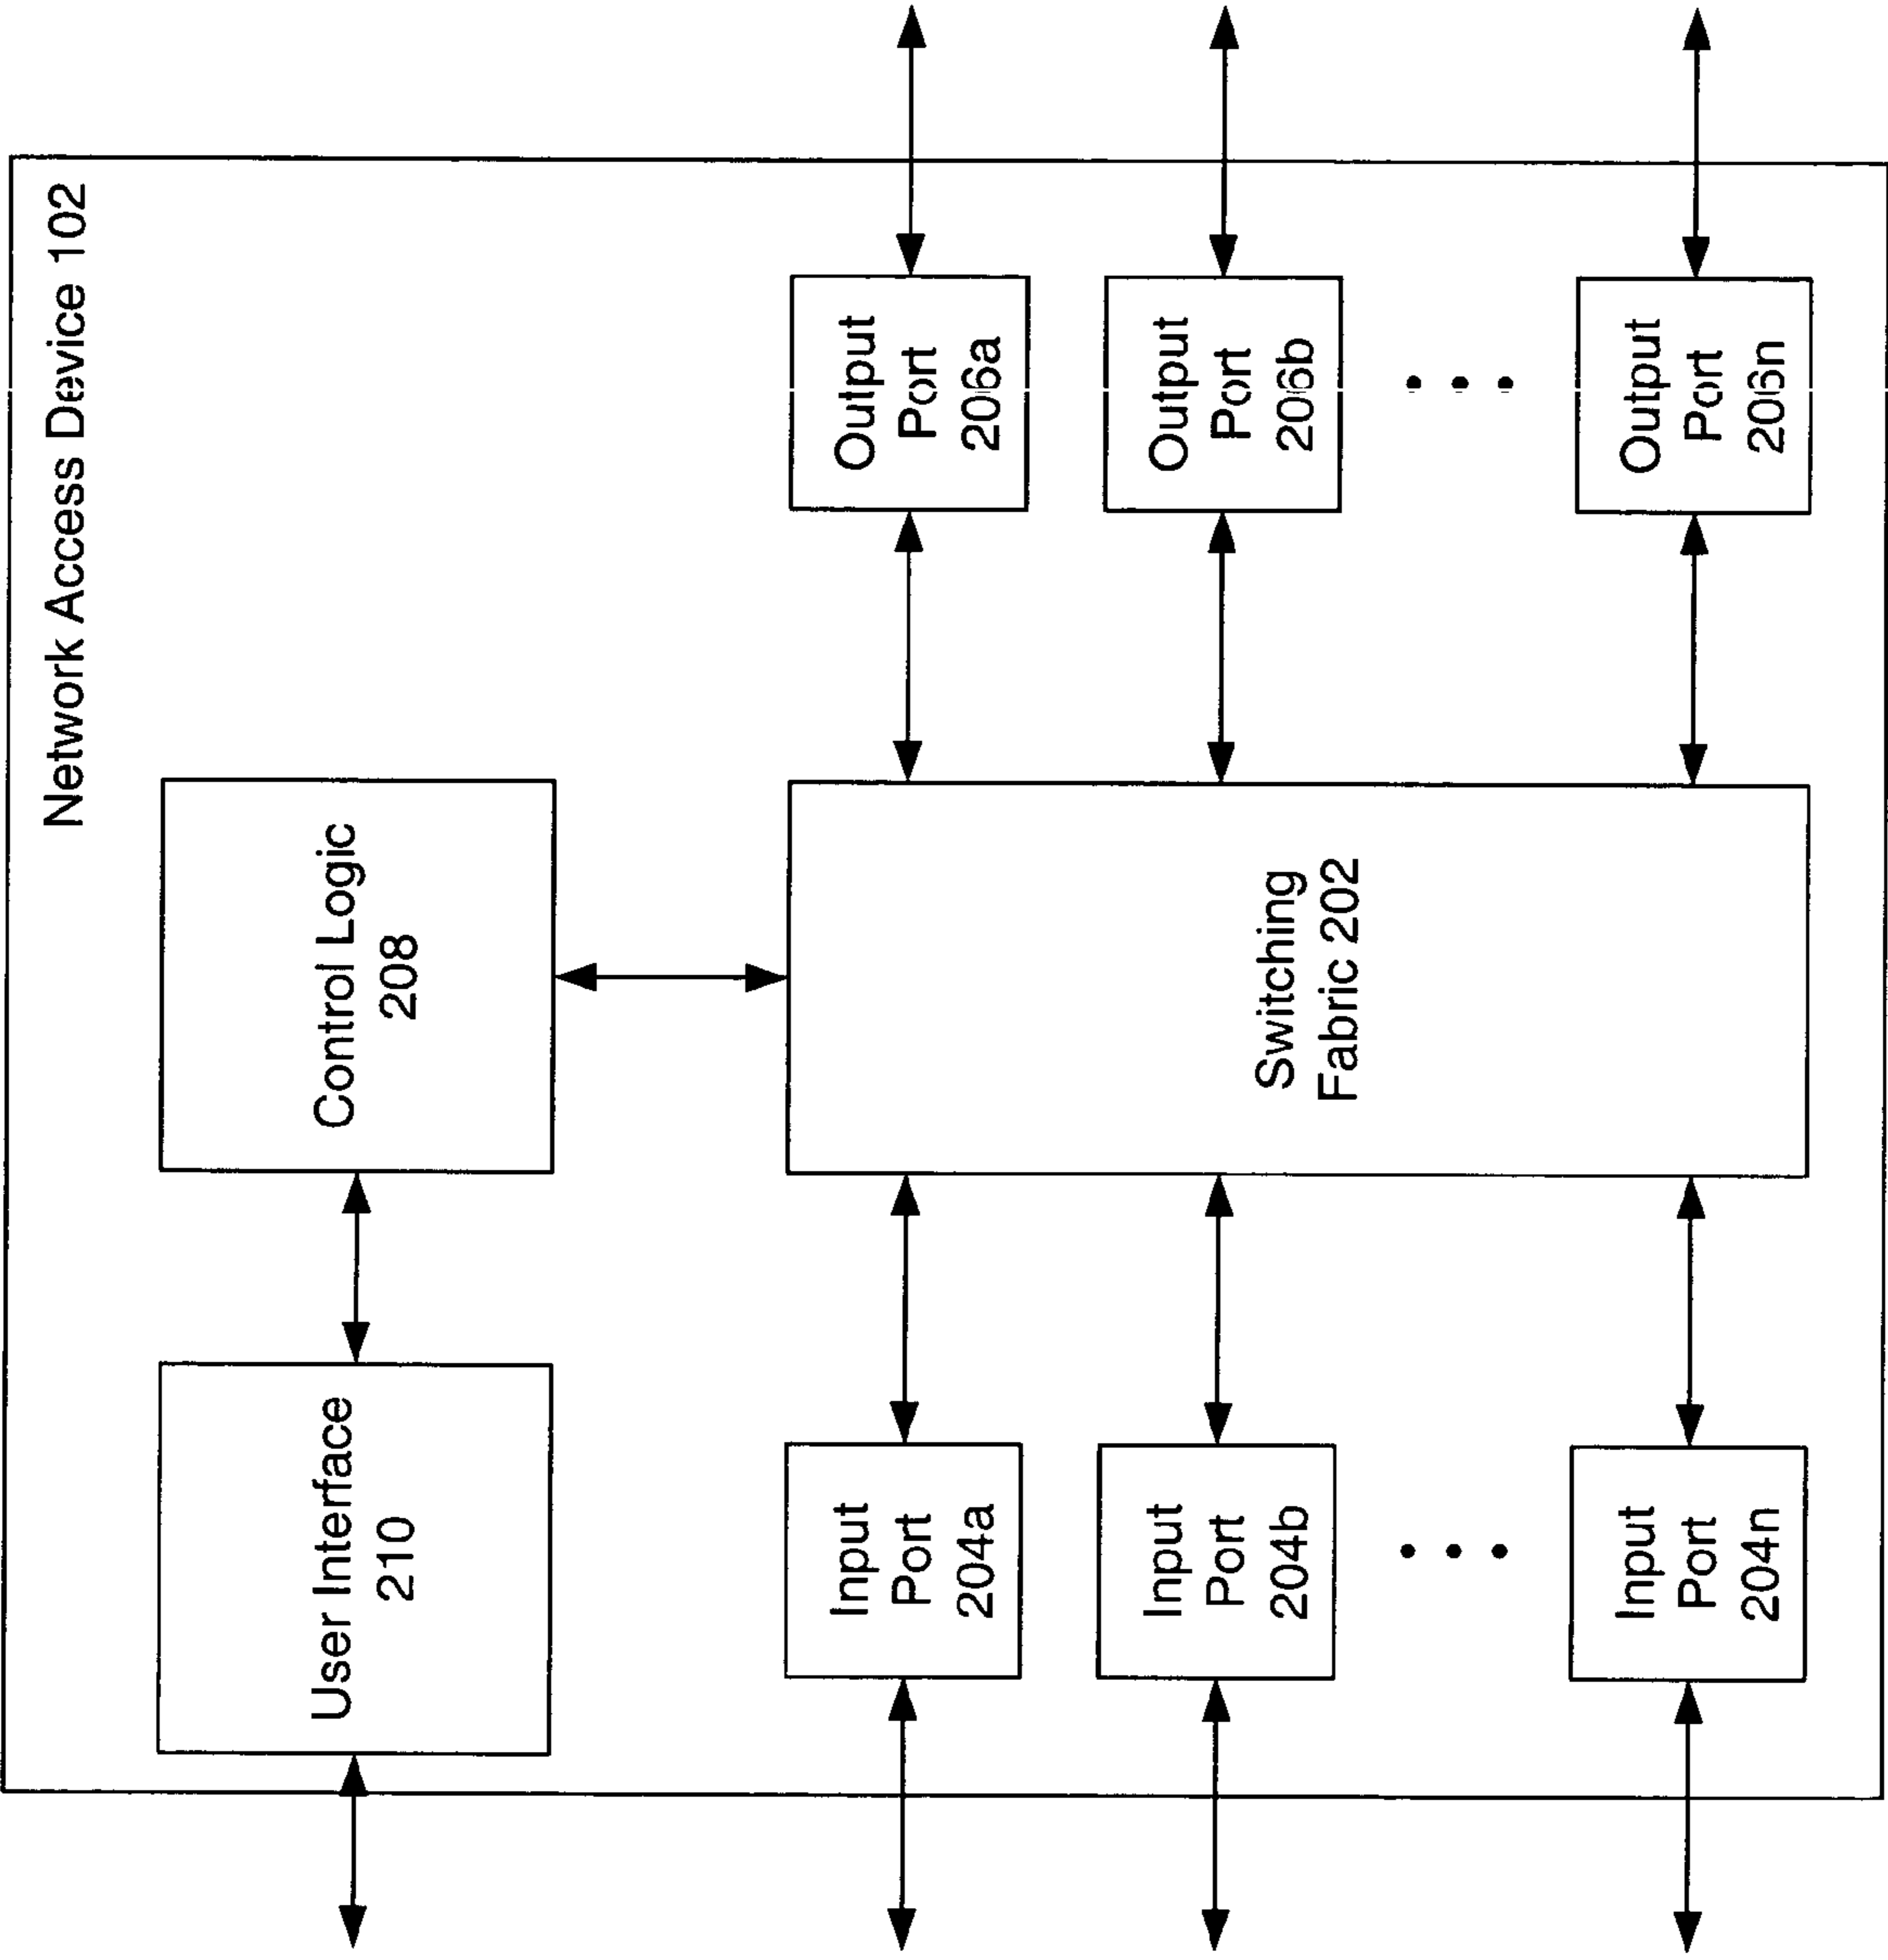 Network Access Device 102
User Interface
210
Control Logic
208
Input
Port
204a
Switching
Fabric 202
Output
Port
206a
Input
Port
204b
Output
Port
206b
Input
Port
204n
Output
Port
206n